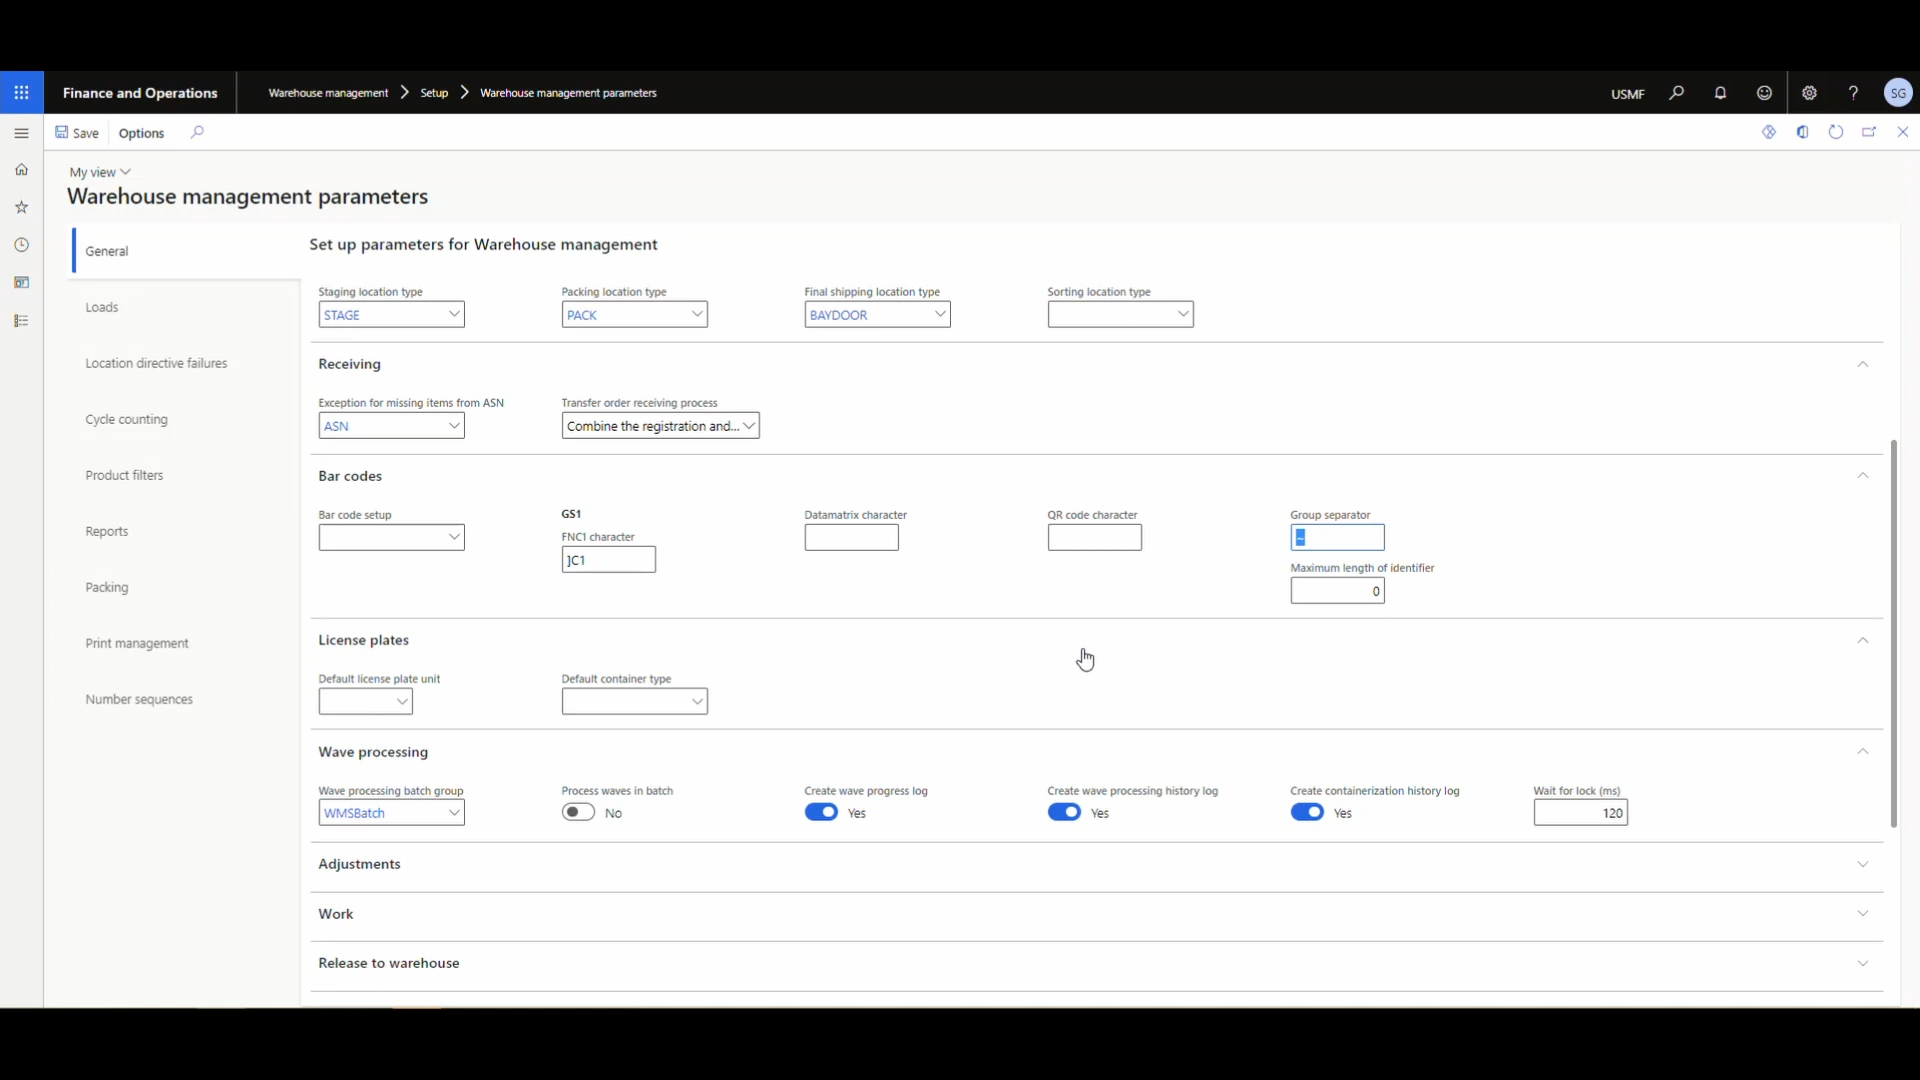 Finance and Operations
Warehouse management
Setup
Warehouse management parameters
USMF
?
SG
Save
Options
My view
Warehouse management parameters
General
Loads
Location directive failures
Cycle counting
Product filters
Reports
Packing
Print management
Number sequences
Set up parameters for Warehouse management
Staging location type
Packing location type
Final shipping location type
Sorting location type
STAGE
PACK
BAYDOOR
Receiving
Exception for missing items from ASN
Transfer order receiving process
ASN
Combine the registration and...
Bar codes
Bar code setup
GS1
FNC1 character
]C1
Datamatrix character
QR code character
Group separator
~
Maximum length of identifier
0
License plates
Default license plate unit
Default container type
Wave processing
Wave processing batch group
Process waves in batch
Create wave progress log
Create wave processing history log
Create containerization history log
Wait for lock (ms)
WMSBatch
No
Yes
Yes
Yes
120
Adjustments
Work
Release to warehouse